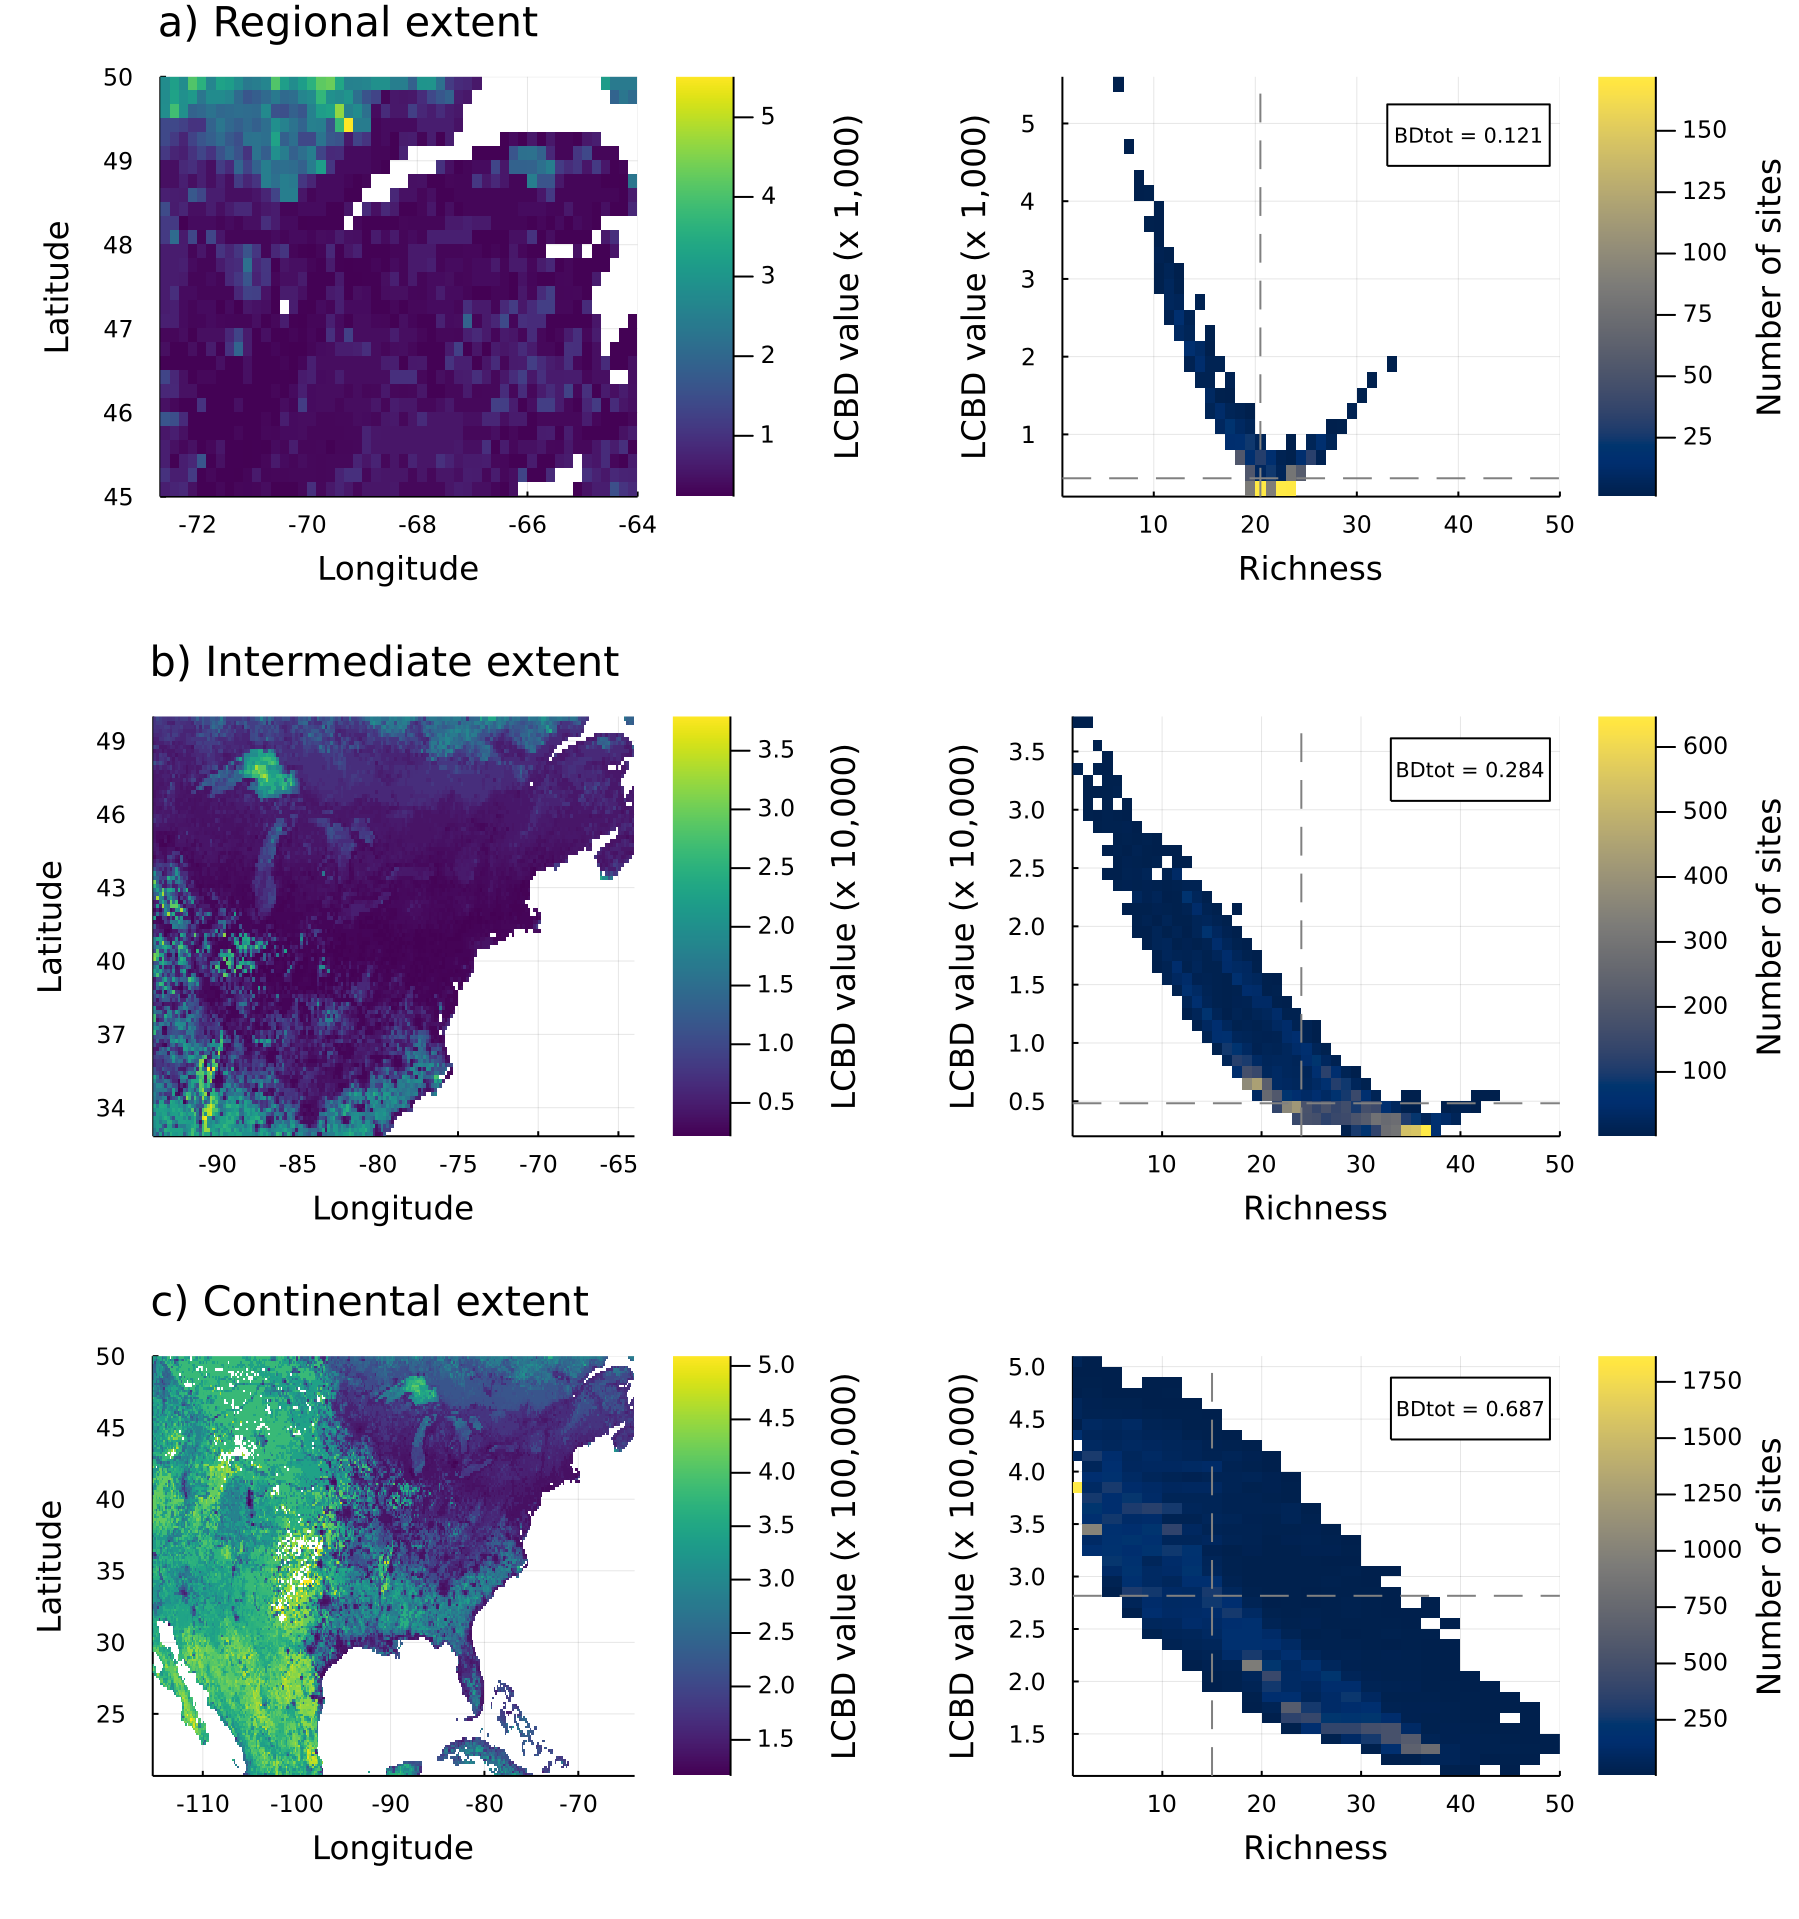 a) Regional extent
50
49
48
47
46
45
Latitude
-72 -70 -68 -66 -64
Longitude
5
4
3
2
1
LCBD value (x 1,000)
LCBD value (x 1,000)
5
4
3
2
1
10 20 30 40 50
Richness
BDtot = 0.121
150
125
100
75
50
25
Number of sites
b) Intermediate extent
49
46
43
40
37
34
Latitude
-90 -85 -80 -75 -70 -65
Longitude
3.5
3.0
2.5
2.0
1.5
1.0
0.5
LCBD value (x 10,000)
LCBD value (x 10,000)
3.5
3.0
2.5
2.0
1.5
1.0
0.5
10 20 30 40 50
Richness
BDtot = 0.284
600
500
400
300
200
100
Number of sites
c) Continental extent
50
45
40
35
30
25
Latitude
-110 -100 -90 -80 -70
Longitude
5.0
4.5
4.0
3.5
3.0
2.5
2.0
1.5
LCBD value (x 100,000)
LCBD value (x 100,000)
5.0
4.5
4.0
3.5
3.0
2.5
2.0
1.5
10 20 30 40 50
Richness
BDtot = 0.687
1750
1500
1250
1000
750
500
250
Number of sites